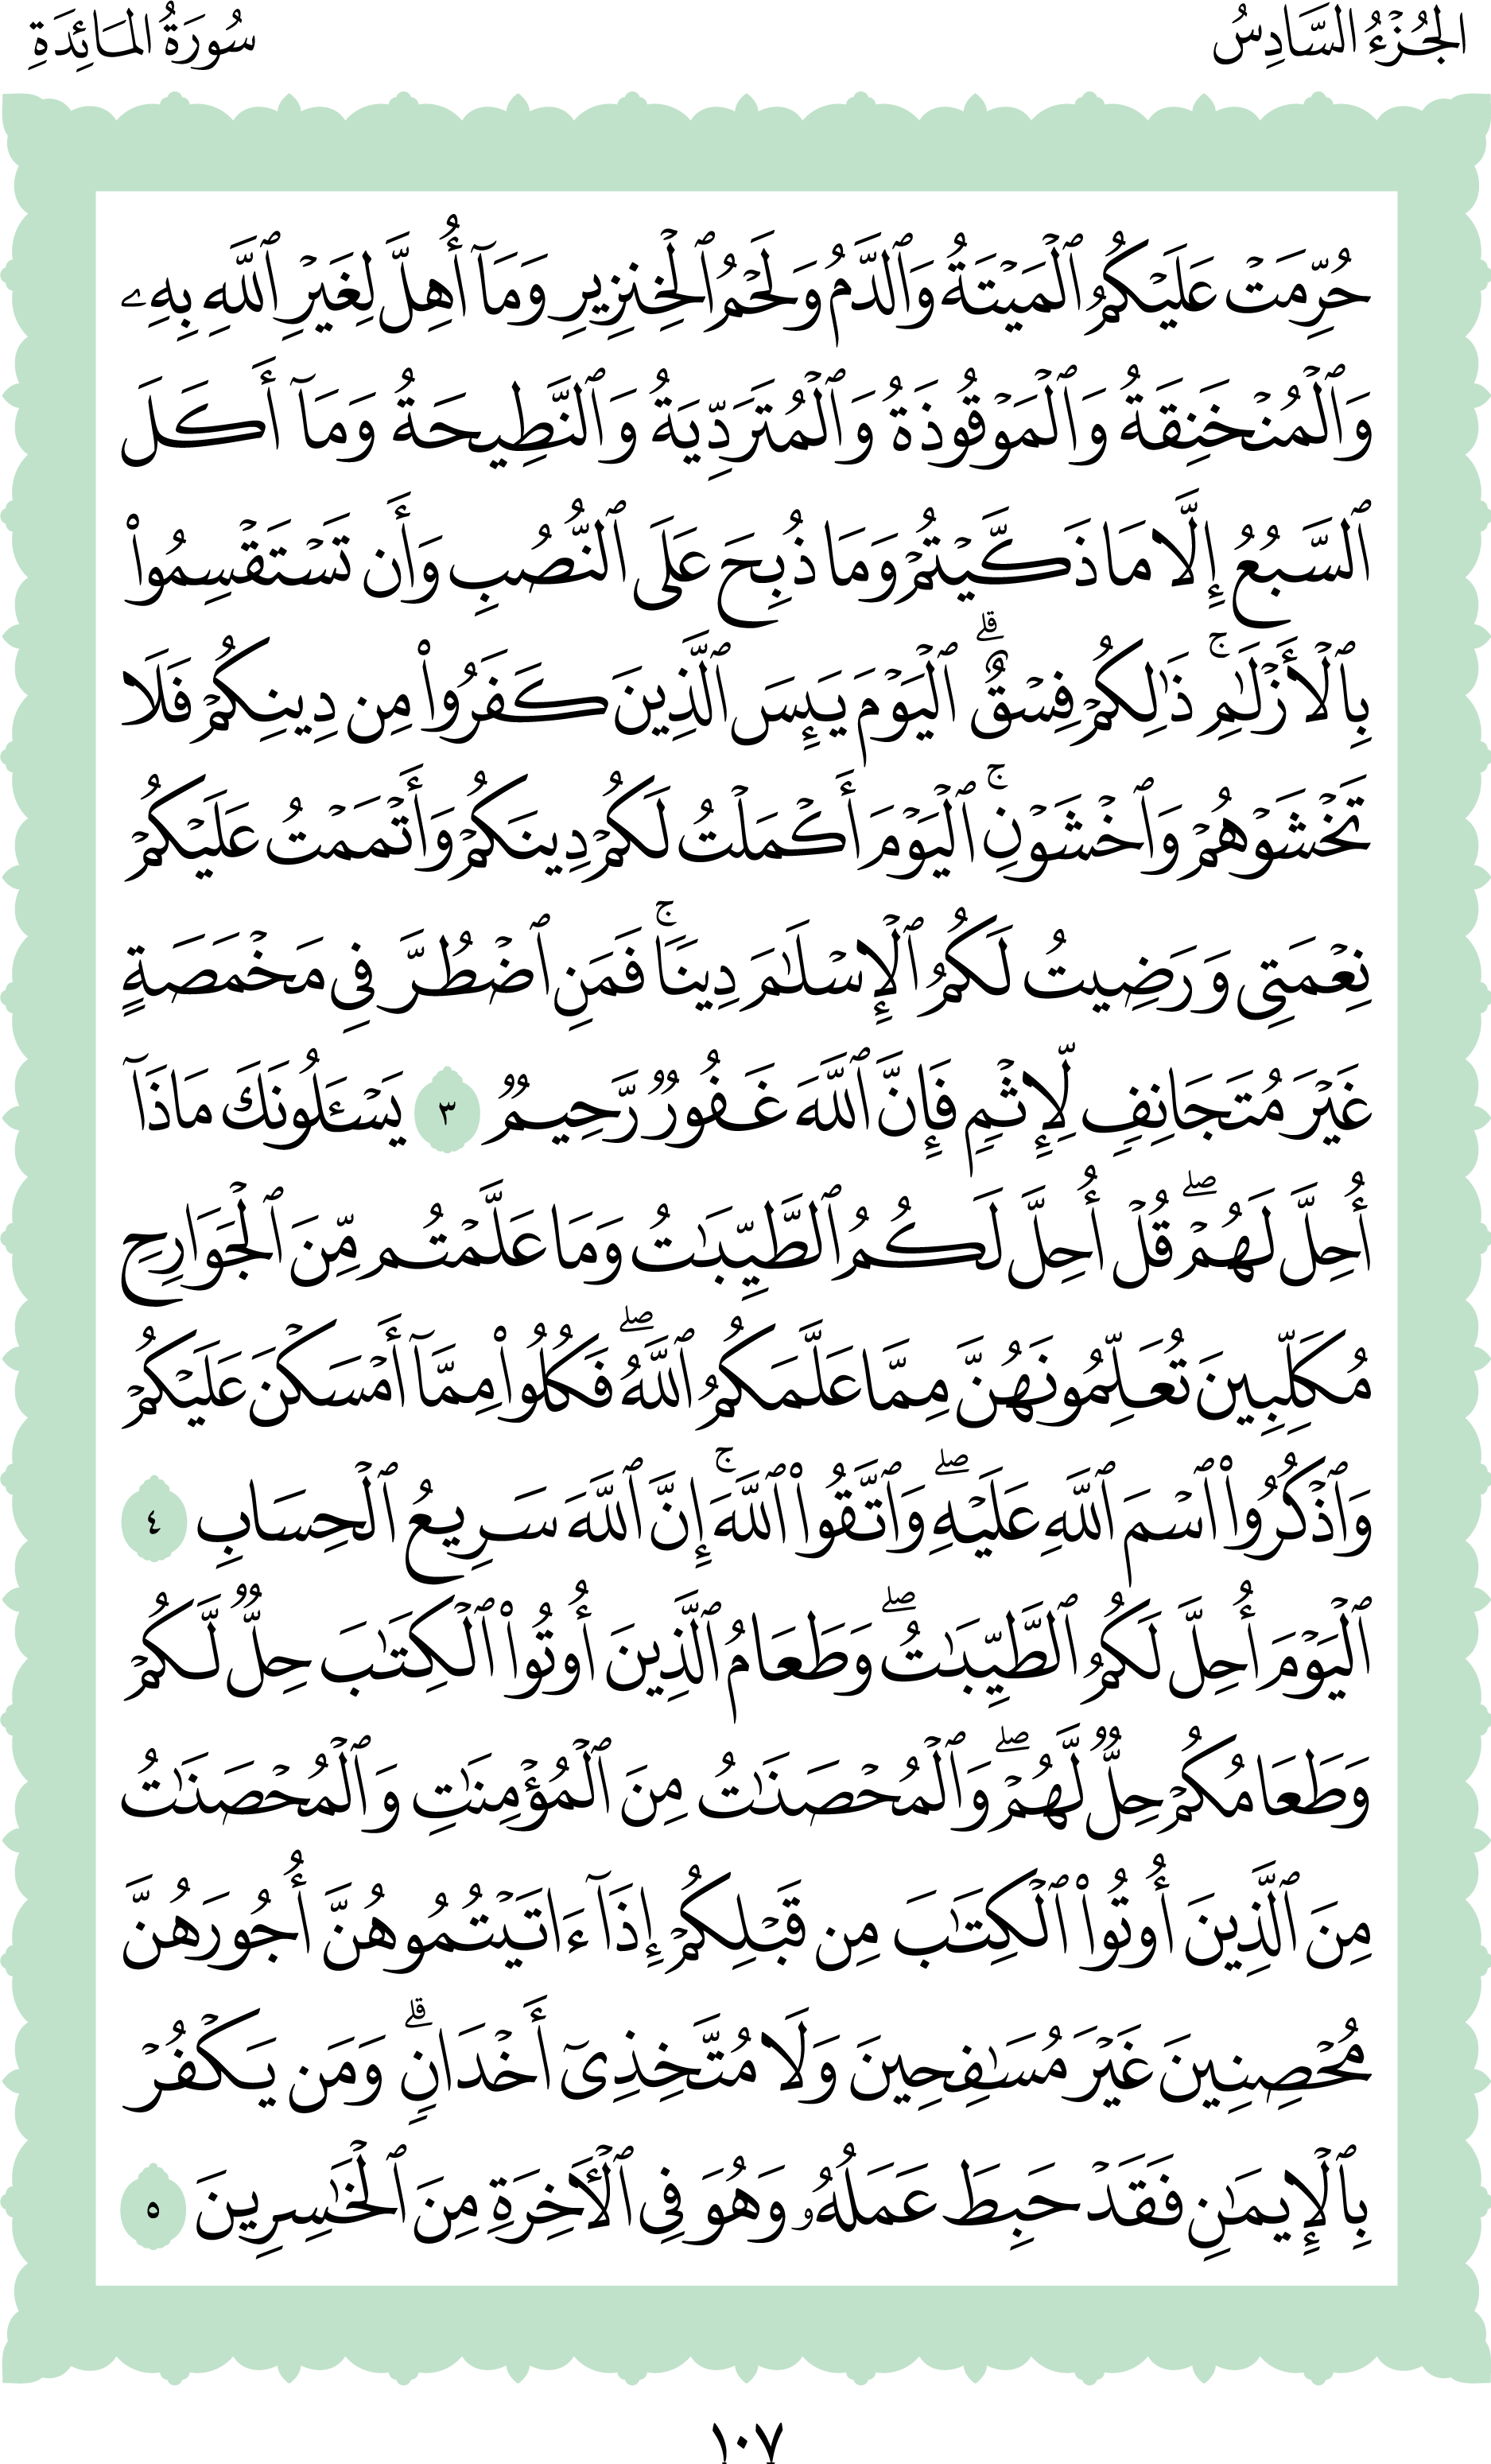 الجُزْءُ السَّادِسُ
سُورَةُ المَائِدَةِ
حُرِّمَتْ عَلَيْكُمُ ٱلْمَيْتَةُ وَٱلدَّمُ وَلَحْمُ ٱلْخِنزِيرِ وَمَآ أُهِلَّ لِغَيْرِ ٱللَّهِ بِهِۦ
وَٱلْمُنْخَنِقَةُ وَٱلْمَوْقُوذَةُ وَٱلْمُتَرَدِّيَةُ وَٱلنَّطِيحَةُ وَمَآ أَكَلَ
ٱلسَّبُعُ إِلَّا مَا ذَكَّيْتُمْ وَمَا ذُبِحَ عَلَى ٱلنُّصُبِ وَأَن تَسْتَقْسِمُوا۟
بِٱلْأَزْلَـٰمِ ۚ ذَٰلِكُمْ فِسْقٌ ۗ ٱلْيَوْمَ يَئِسَ ٱلَّذِينَ كَفَرُوا۟ مِن دِينِكُمْ فَلَا
تَخْشَوْهُمْ وَٱخْشَوْنِ ۚ ٱلْيَوْمَ أَكْمَلْتُ لَكُمْ دِينَكُمْ وَأَتْمَمْتُ عَلَيْكُمْ
نِعْمَتِى وَرَضِيتُ لَكُمُ ٱلْإِسْلَـٰمَ دِينًا ۚ فَمَنِ ٱضْطُرَّ فِى مَخْمَصَةٍ
غَيْرَ مُتَجَانِفٍ لِّإِثْمٍ فَإِنَّ ٱللَّهَ غَفُورٌ رَّحِيمٌ ٣ يَسْـَٔلُونَكَ مَاذَآ
أُحِلَّ لَهُمْ ۖ قُلْ أُحِلَّ لَكُمُ ٱلطَّيِّبَـٰتُ وَمَا عَلَّمْتُم مِّنَ ٱلْجَوَارِحِ
مُكَلِّبِينَ تُعَلِّمُونَهُنَّ مِمَّا عَلَّمَكُمُ ٱللَّهُ ۖ فَكُلُوا۟ مِمَّآ أَمْسَكْنَ عَلَيْكُمْ
وَٱذْكُرُوا۟ ٱسْمَ ٱللَّهِ عَلَيْهِ ۖ وَٱتَّقُوا۟ ٱللَّهَ ۚ إِنَّ ٱللَّهَ سَرِيعُ ٱلْحِسَابِ ٤
ٱلْيَوْمَ أُحِلَّ لَكُمُ ٱلطَّيِّبَـٰتُ ۖ وَطَعَامُ ٱلَّذِينَ أُوتُوا۟ ٱلْكِتَـٰبَ حِلٌّ لَّكُمْ
وَطَعَامُكُمْ حِلٌّ لَّهُمْ ۖ وَٱلْمُحْصَنَـٰتُ مِنَ ٱلْمُؤْمِنَـٰتِ وَٱلْمُحْصَنَـٰتُ
مِنَ ٱلَّذِينَ أُوتُوا۟ ٱلْكِتَـٰبَ مِن قَبْلِكُمْ إِذَآ ءَاتَيْتُمُوهُنَّ أُجُورَهُنَّ
مُحْصِنِينَ غَيْرَ مُسَـٰفِحِينَ وَلَا مُتَّخِذِىٓ أَخْدَانٍ ۗ وَمَن يَكْفُرْ
بِٱلْإِيمَـٰنِ فَقَدْ حَبِطَ عَمَلُهُۥ وَهُوَ فِى ٱلْـَٔاخِرَةِ مِنَ ٱلْخَـٰسِرِينَ ٥
١٠٧